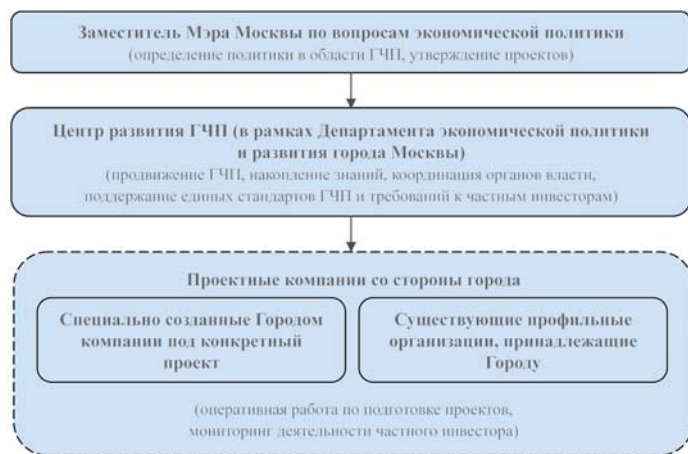 Заместитель Мэра Москвы по вопросам экономической политики
(определение политики в области ГЧП, утверждение проектов)
Центр развития ГЧП (в рамках Департамента экономической политики
и развития города Москвы)
(продвижение ГЧП, накопление знаний, координация органов власти,
поддержание единых стандартов ГЧП и требований к частным инвесторам)
Проектные компании со стороны города
Специально созданные Городом
компании под конкретный
проект
Существующие профильные
организации, принадлежащие
Городу
(оперативная работа по подготовке проектов,
мониторинг деятельности частного инвестора)